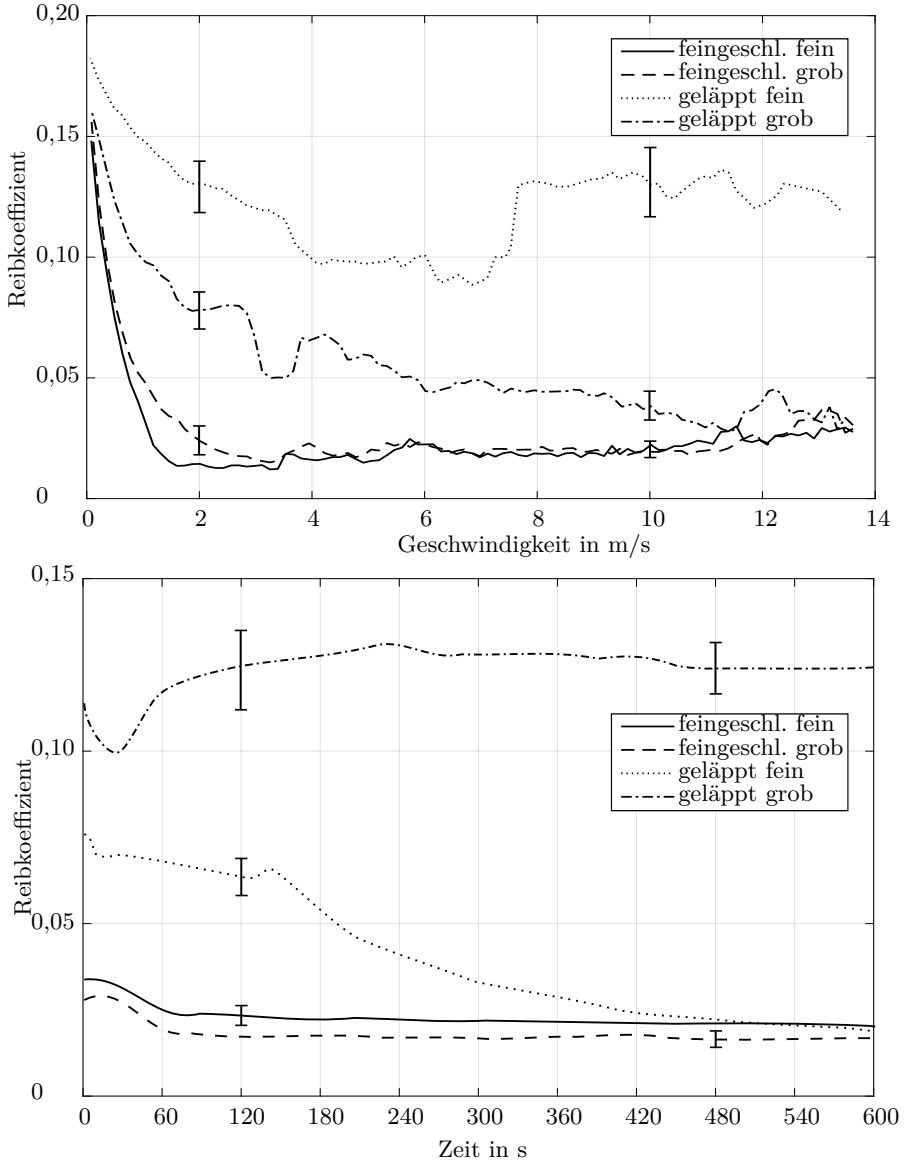 0,20
0,15
0,10
0,05
0
Reibkoeffizient
feingeschl. fein
feingeschl. grob
geläppt fein
geläppt grob
0 2 4 6 8 10 12 14
Geschwindigkeit in m/s
0,15
0,10
0,05
0
Reibkoeffizient
feingeschl. fein
feingeschl. grob
geläppt fein
geläppt grob
0 60 120 180 240 300 360 420 480 540 600
Zeit in s